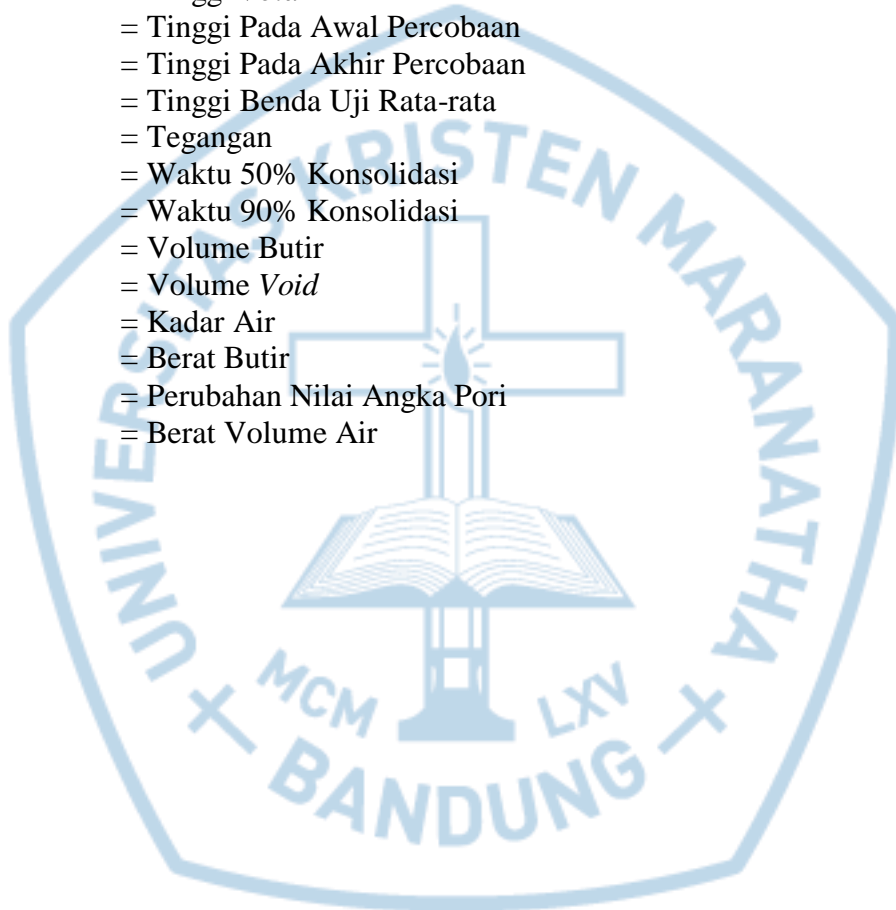 = Tinggi Pada Awal Percobaan
= Tinggi Pada Akhir Percobaan
= Tinggi Benda Uji Rata-rata
= Tegangan
= Waktu 50% Konsolidasi
= Waktu 90% Konsolidasi
= Volume Butir
= Volume Void
= Kadar Air
= Berat Butir
= Perubahan Nilai Angka Pori
= Berat Volume Air
UNIVERSITAS KRISTEN MARANATHA
MCM LXV
BANDUNG